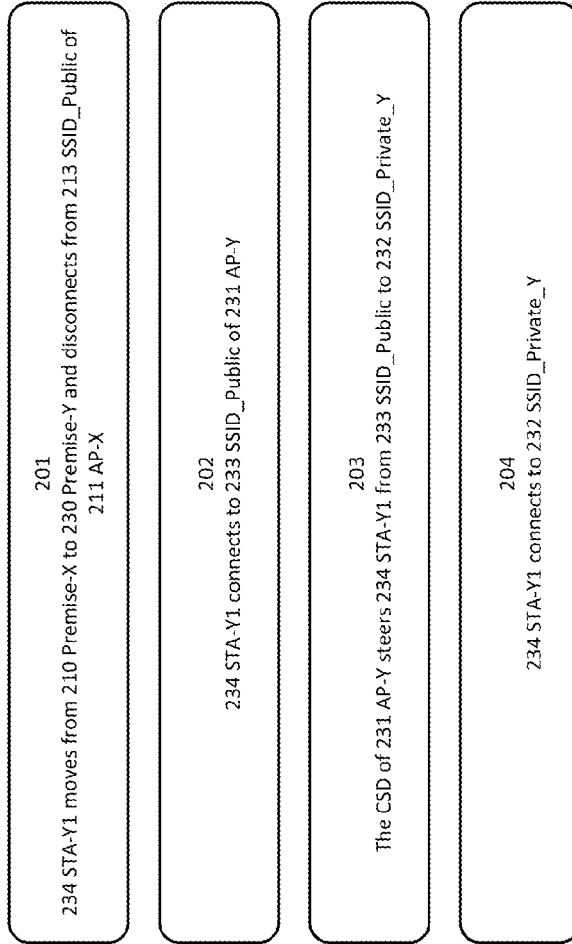 201
234 STA-Y1 moves from 210 Premise-X to 230 Premise-Y and disconnects from 213 SSID_Public of
211 AP-X
202
234 STA-Y1 connects to 233 SSID_Public of 231 AP-Y
203
The CSD of 231 AP-Y steers 234 STA-Y1 from 233 SSID_Public to 232 SSID_Private_Y
204
234 STA-Y1 connects to 232 SSID_Private_Y